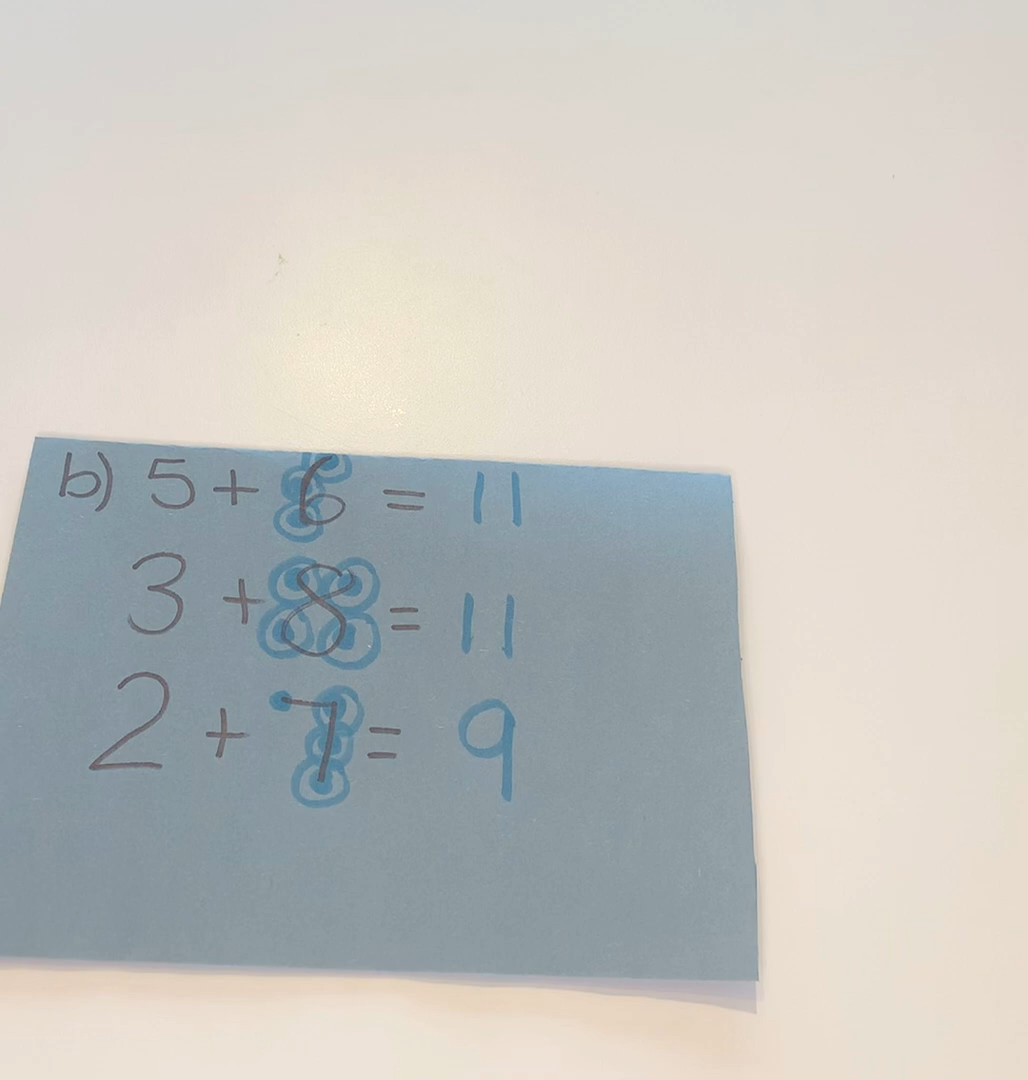 b) 5 + 6 = 11
3 + 8 = 11
2 + 7 = 9